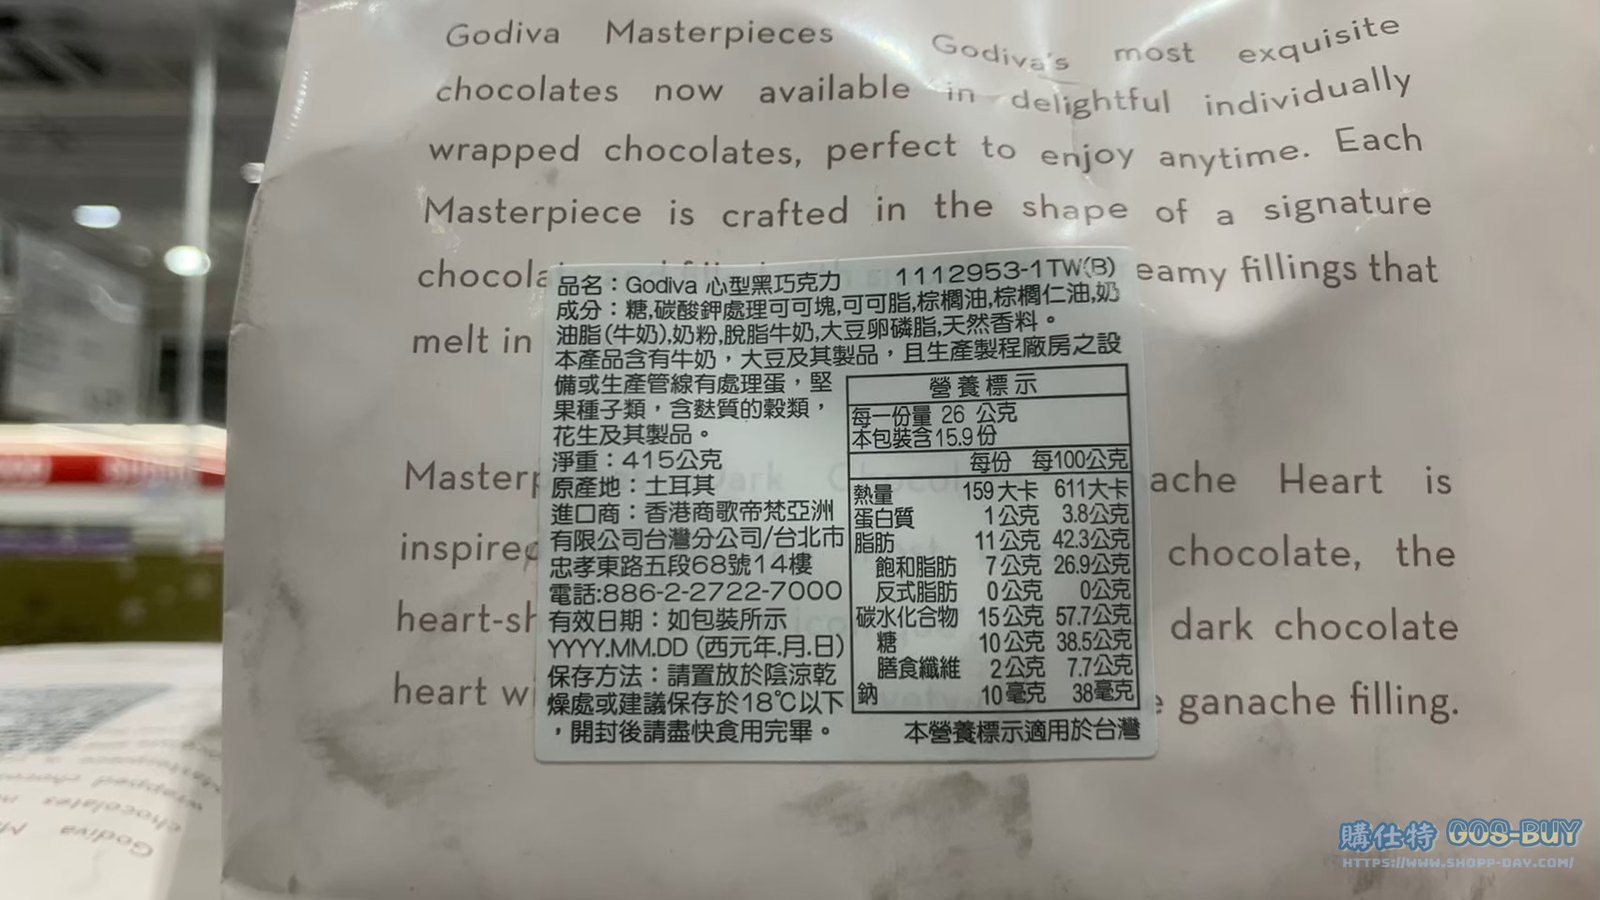 Godiva Masterpieces Godiva's most exquisite
chocolates now available in delightful individually
wrapped chocolates, perfect to enjoy anytime. Each
Masterpiece is crafted in the shape of a signature
eamy fillings that
melt in
品名：Godiva 心型黑巧克力 1112953-1TW(B)
成分：糖,碳酸鉀處理可可塊,可可脂,棕櫚油,棕櫚仁油,奶
油脂(牛奶),奶粉,脫脂牛奶,大豆卵磷脂,天然香料。
本產品含有牛奶，大豆及其製品，且生產製程廠房之設
備或生產管線有處理蛋，堅
果種子類，含麩質的穀類，
花生及其製品。
淨重：415公克
原產地：土耳其
進口商：香港商歌帝梵亞洲
有限公司台灣分公司/台北市
忠孝東路五段68號14樓
電話:886-2-2722-7000
有效日期：如包裝所示
YYYY.MM.DD (西元年.月.日)
保存方法：請置放於陰涼乾
燥處或建議保存於18℃以下
，開封後請盡快食用完畢。
營養標示
每一份量 26 公克
本包裝含15.9份
每份 每100公克
熱量 159大卡 611大卡
蛋白質 1公克 3.8公克
脂肪 11公克 42.3公克
飽和脂肪 7公克 26.9公克
反式脂肪 0公克 0公克
碳水化合物 15公克 57.7公克
糖 10公克 38.5公克
膳食纖維 2公克 7.7公克
鈉 10毫克 38毫克
本營養標示適用於台灣
ache Heart is
chocolate, the
dark chocolate
ganache filling.
購仕特 GOS-BUY
HTTPS://WWW.SHOPP-DAY.COM/